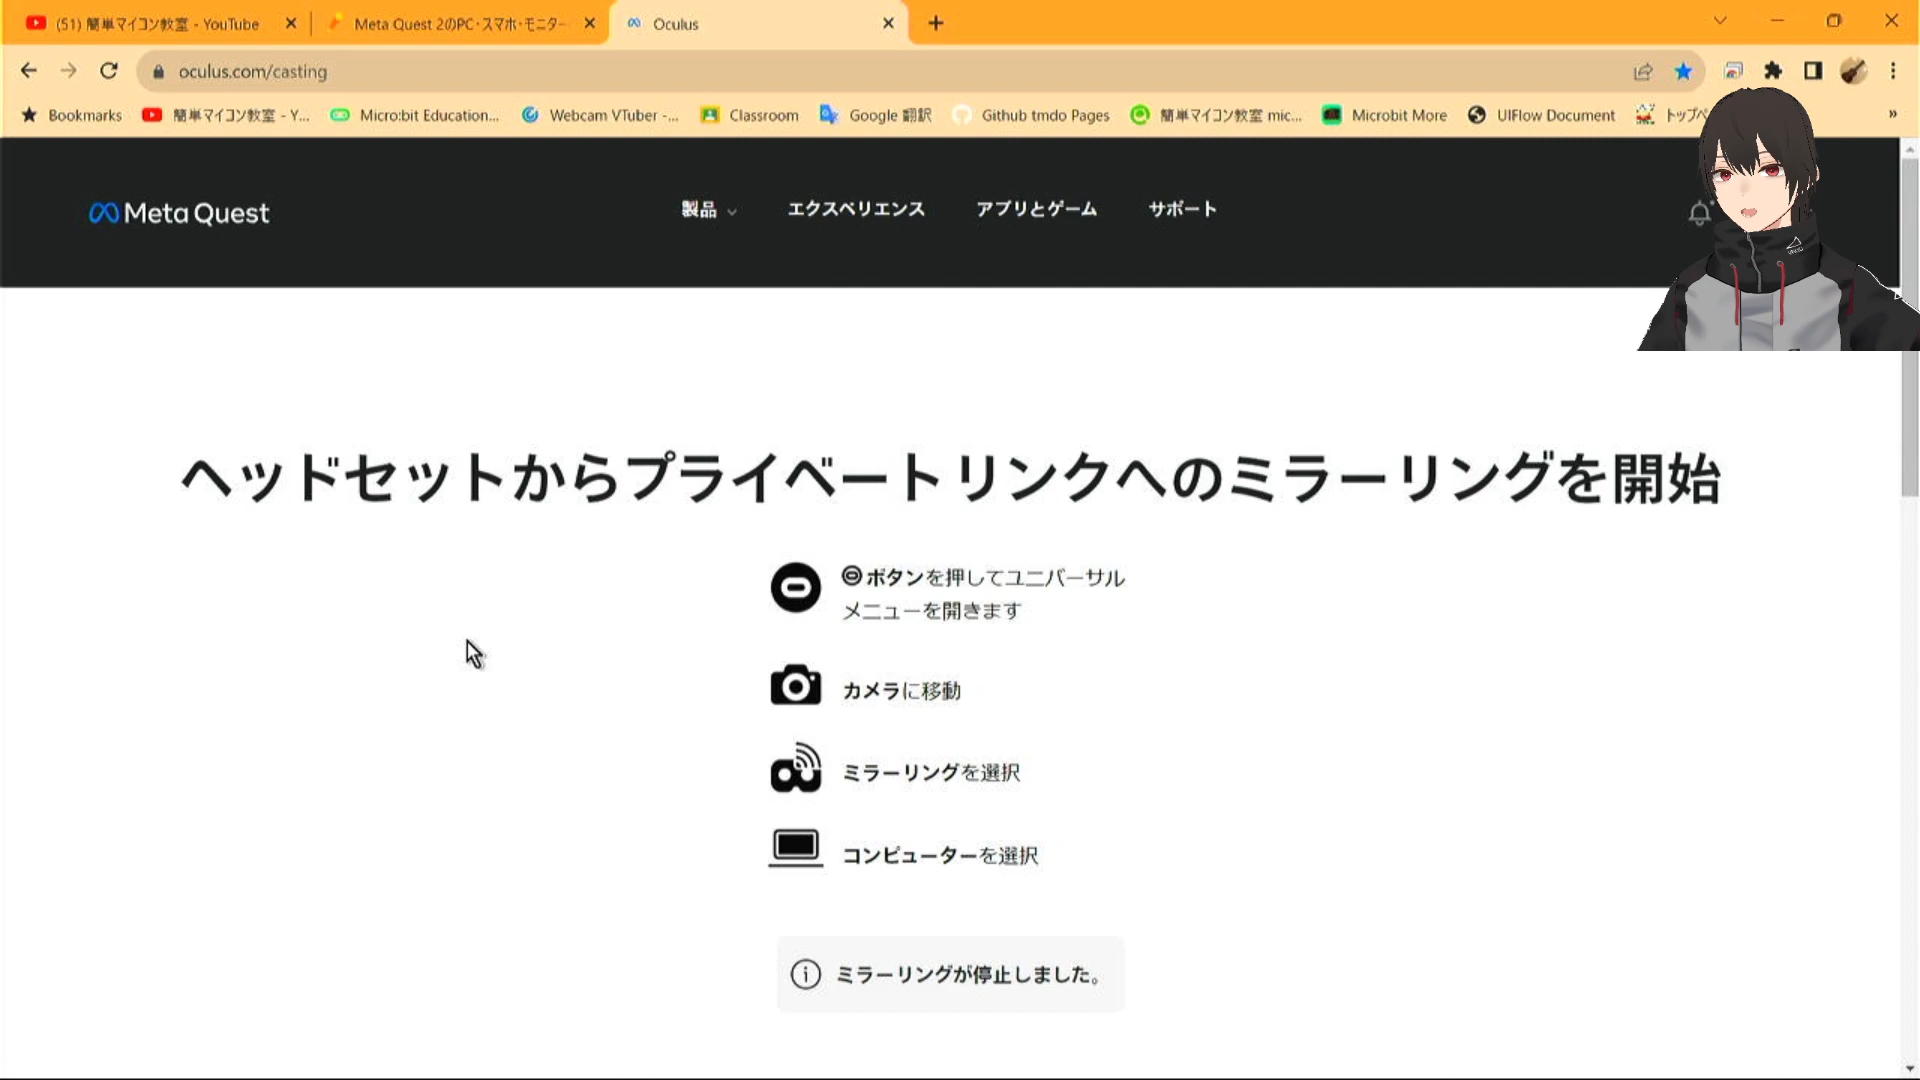 (51) 簡単マイコン教室 - YouTube
Meta Quest 2のPC・スマホ・モニター
Oculus
oculus.com/casting
Bookmarks
簡単マイコン教室 - Y...
Micro:bit Education...
Webcam VTuber -...
Classroom
Google 翻訳
Github tmdo Pages
簡単マイコン教室 mic...
Microbit More
UIFlow Document
トップペ
Meta Quest
製品
エクスペリエンス
アプリとゲーム
サポート
ヘッドセットからプライベートリンクへのミラーリングを開始
ボタンを押してユニバーサル
メニューを開きます
カメラに移動
ミラーリングを選択
コンピューターを選択
ミラーリングが停止しました。